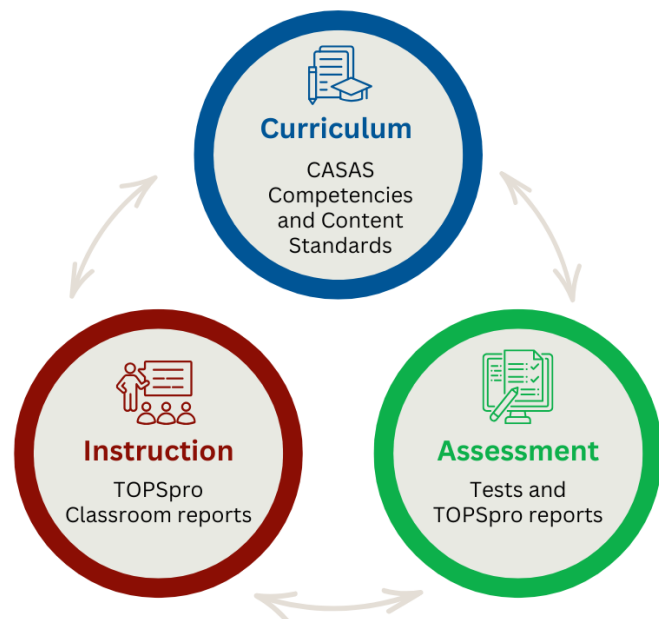 Curriculum
CASAS
Competencies
and Content
Standards
Instruction
TOPSpro
Classroom reports
Assessment
Tests and
TOPSpro reports